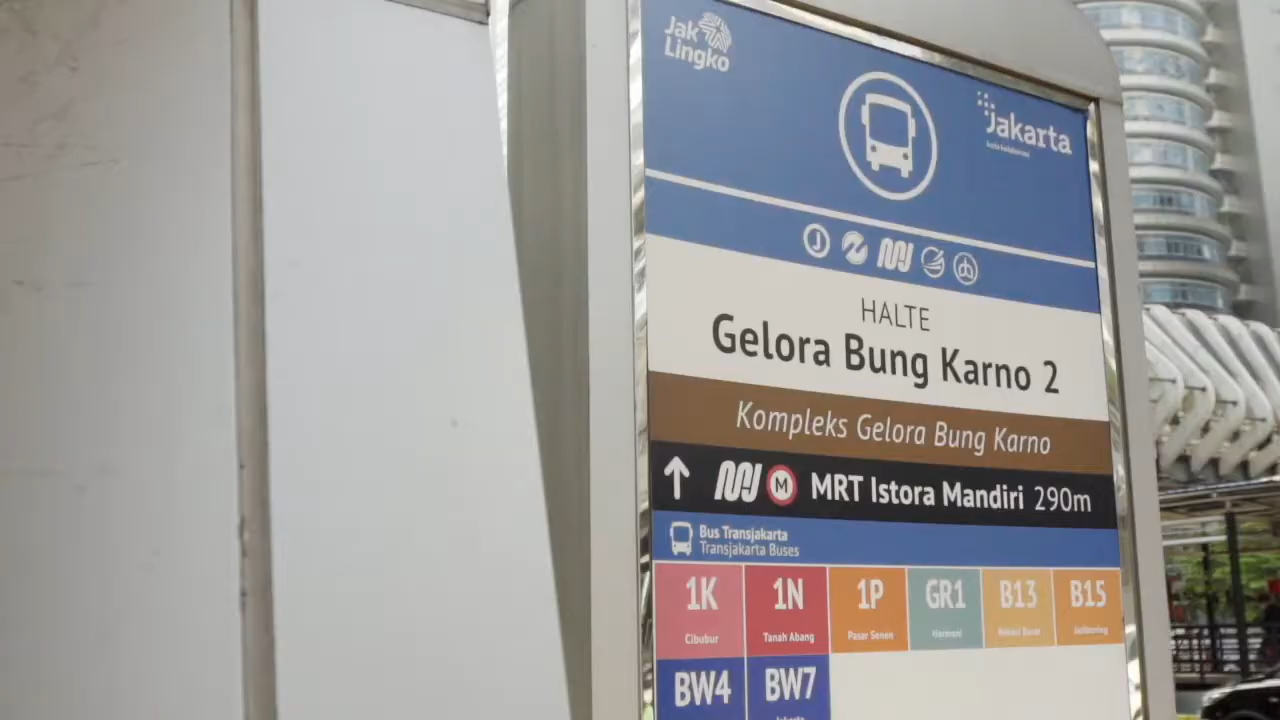 Jak
Lingko
Jakarta
HALTE
Gelora Bung Karno 2
Kompleks Gelora Bung Karno
M MRT Istora Mandiri 290m
Bus Transjakarta
Transjakarta Buses
1K 1N 1P GR1 B13 B15
Cibubur Tanah Abang Pasar Senen Harmoni
BW4 BW7